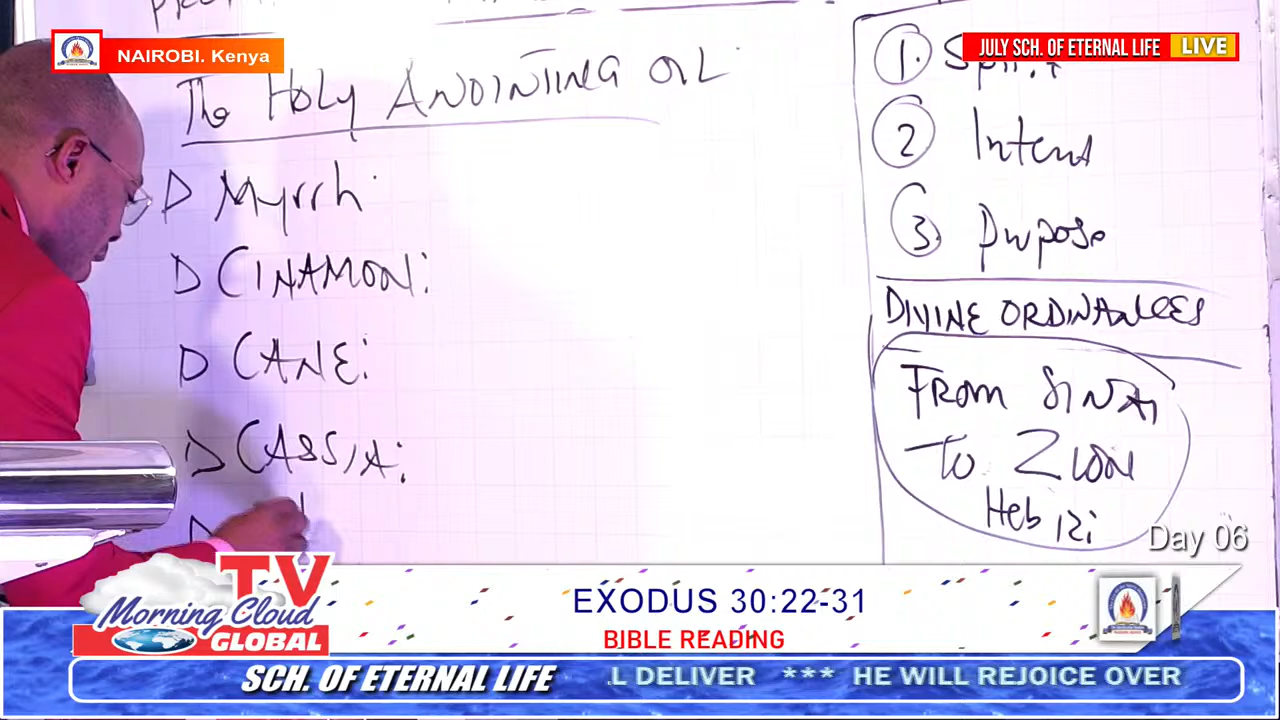 NAIROBI. Kenya
JULY SCH. OF ETERNAL LIFE LIVE
The HOLY ANOINTING OIL
Myrrh
CINAMON:
CANE:
CASSIA:
1. Spirit
2 Intent
3. Purpose
DIVINE ORDINANCES
FROM SINAI
to ZION
Heb 12:
Day 06
TV
Morning Cloud
GLOBAL
EXODUS 30:22-31
BIBLE READING
SCH. OF ETERNAL LIFE
L DELIVER *** HE WILL REJOICE OVER